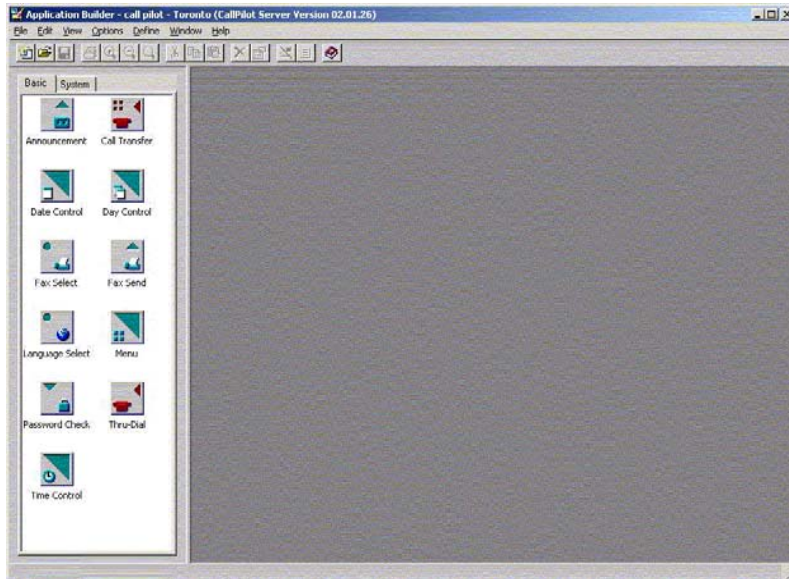 Application Builder - call pilot - Toronto (CallPilot Server Version 02.01.26)
File Edit View Options Define Window Help
Basic System
Announcement Call Transfer
Date Control Day Control
Fax Select Fax Send
Language Select Menu
Password Check Thru-Dial
Time Control